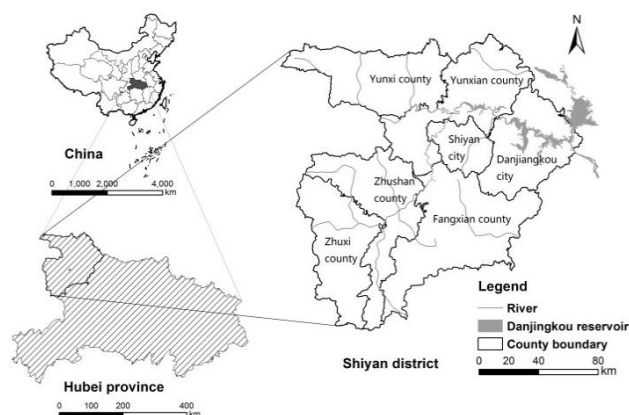 N
Yunxi county
Yunxian county
Shiyan
city
Danjiangkou
city
Zhushan
county
Fangxian county
Zhuxi
county
China
0 1,000 2,000 4,000
km
Legend
River
Danjingkou reservoir
County boundary
0 20 40 80
km
Shiyan district
Hubei province
0 100 200 400
km